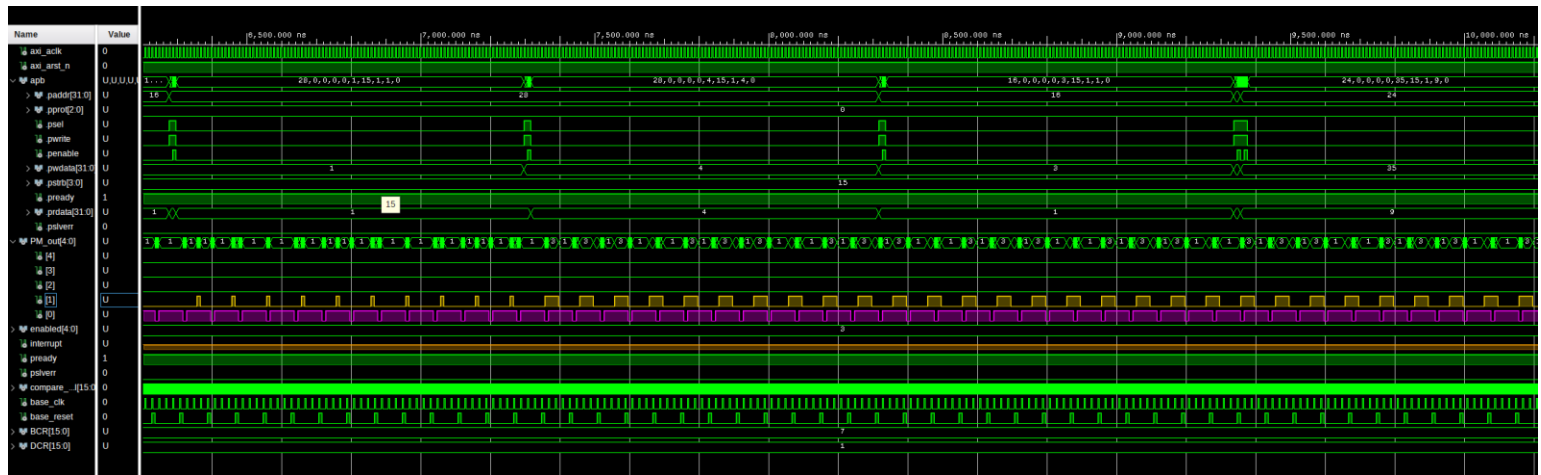 Name Value 6,500.000 ns 7,000.000 ns 7,500.000 ns 8,000.000 ns 8,500.000 ns 9,000.000 ns 9,500.000 ns 10,000.000 ns
axi_aclk 0
axi_arst_n 0
apb U,U,U,U,U 1... 28,0,0,0,0,1,15,1,1,0 28,0,0,0,0,4,15,1,4,0 16,0,0,0,0,3,15,1,1,0 24,0,0,0,0,35,15,1,9,0
.paddr[31:0] U 16 28 16 24
.pprot[2:0] U 0
.psel U
.pwrite U
.penable U
.pwdata[31:0 U 1 4 3 35
.pstrb[3:0] U 15
.pready 1 15
.prdata[31:0] U 1 1 4 1 9
.pslverr 0
PM_out[4:0] U
[4] U
[3] U
[2] U
[1] U
[0] U
enabled[4:0] U 3
interrupt U
pready 1
pslverr 0
compare_...l[15:0 0
base_clk 0
base_reset 0
BCR[15:0] U 7
DCR[15:0] U 1